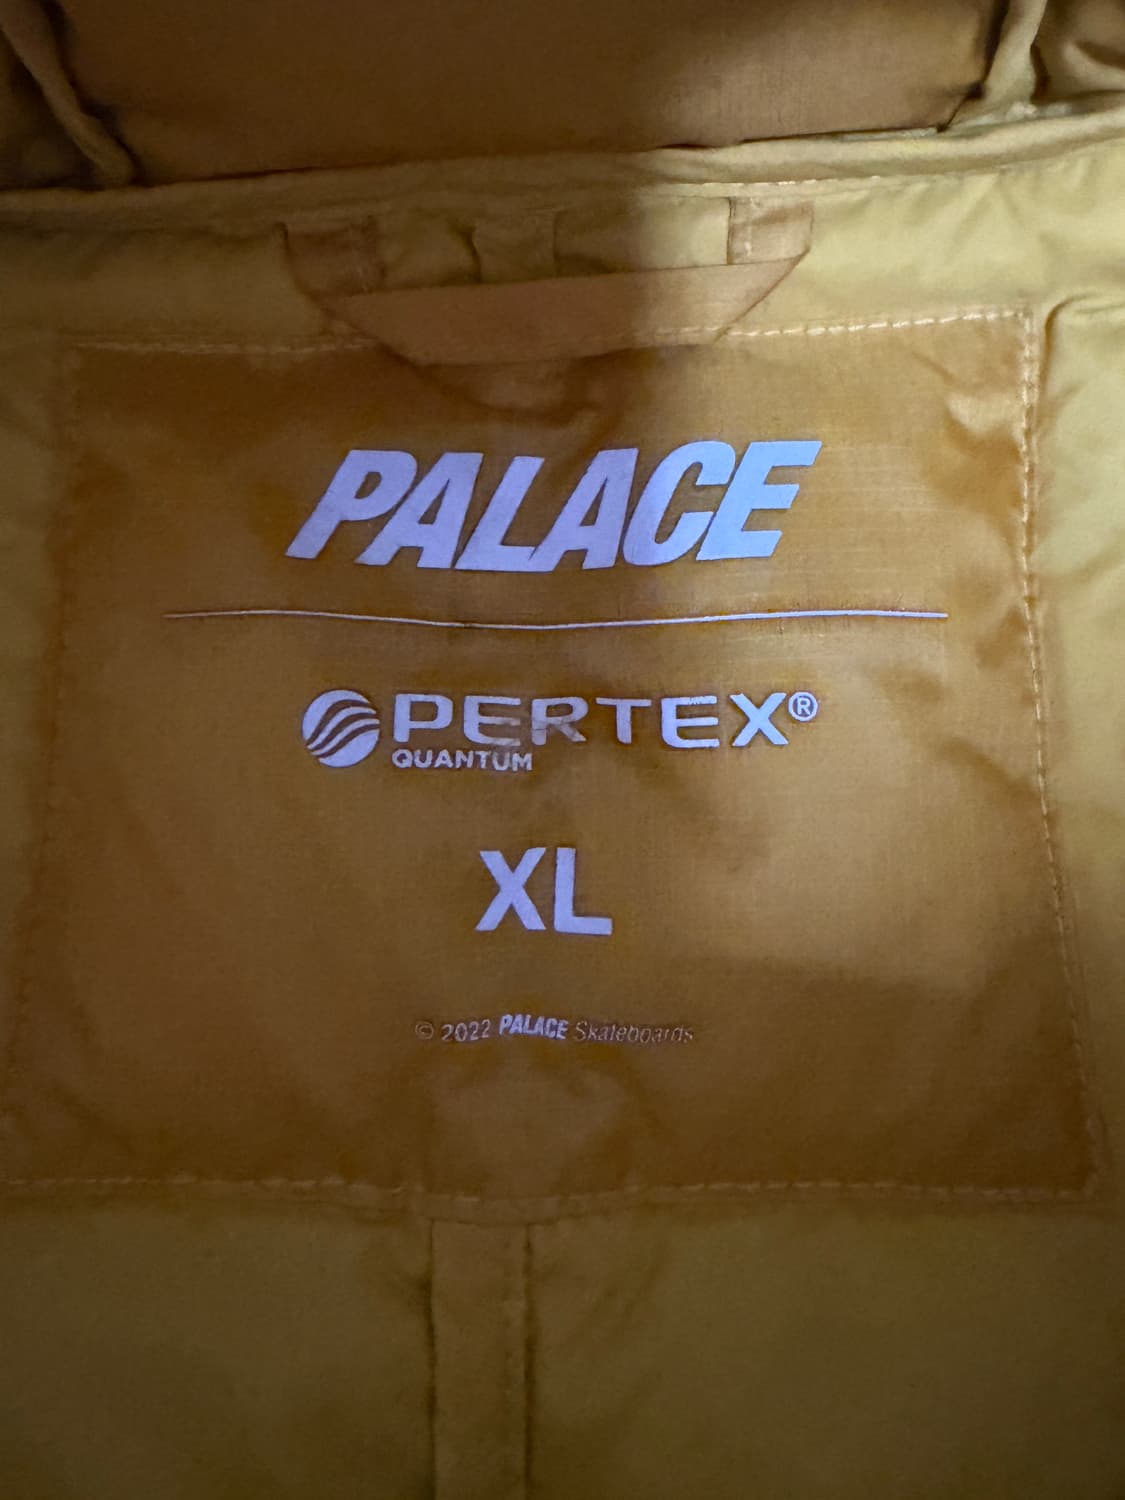 PALACE
PERTEX®
QUANTUM
XL
© 2022 PALACE Skateboards